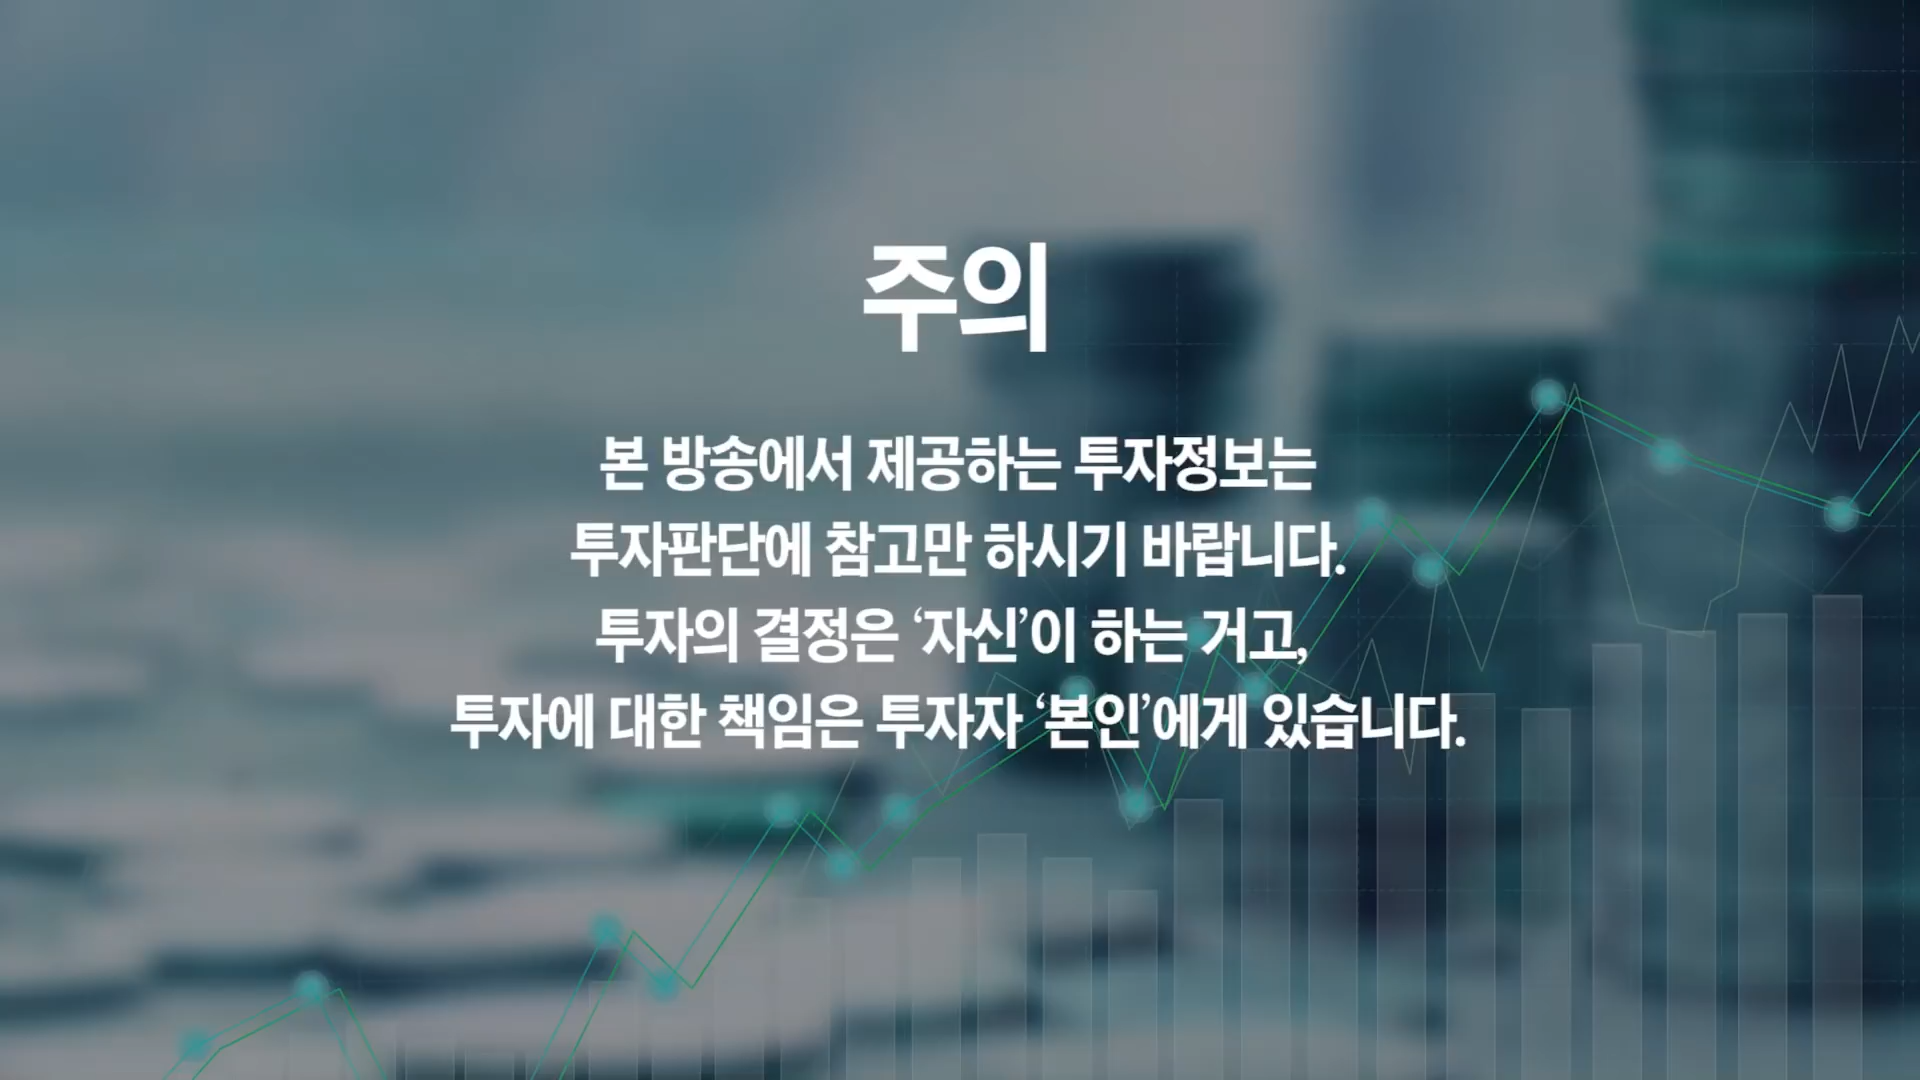 주의
본 방송에서 제공하는 투자정보는
투자판단에 참고만 하시기 바랍니다.
투자의 결정은 ‘자신’이 하는 거고,
투자에 대한 책임은 투자자 ‘본인’에게 있습니다.